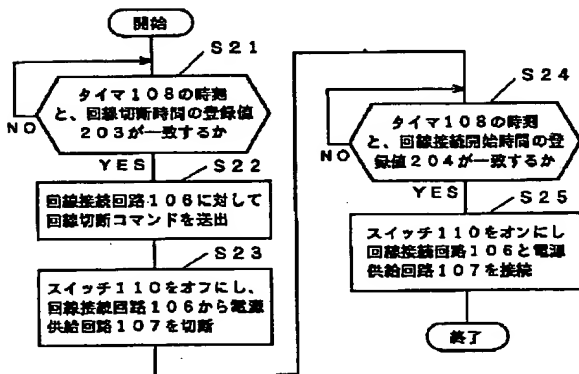 開始
S21
タイマ108の時刻
と、回線切断時間の登録値
203が一致するか
NO
YES
S22
回線接続回路106に対して
回線切断コマンドを送出
S23
スイッチ110をオフにし、
回線接続回路106から電源
供給回路107を切断
S24
タイマ108の時刻
と、回線接続開始時間の登
録値204が一致するか
NO
YES
S25
スイッチ110をオンにし
回線接続回路106と電源
供給回路107を接続
終了